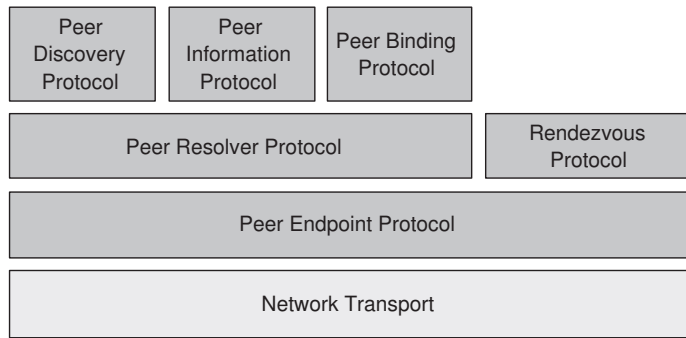 Peer
Discovery
Protocol
Peer
Information
Protocol
Peer Binding
Protocol
Peer Resolver Protocol
Rendezvous
Protocol
Peer Endpoint Protocol
Network Transport